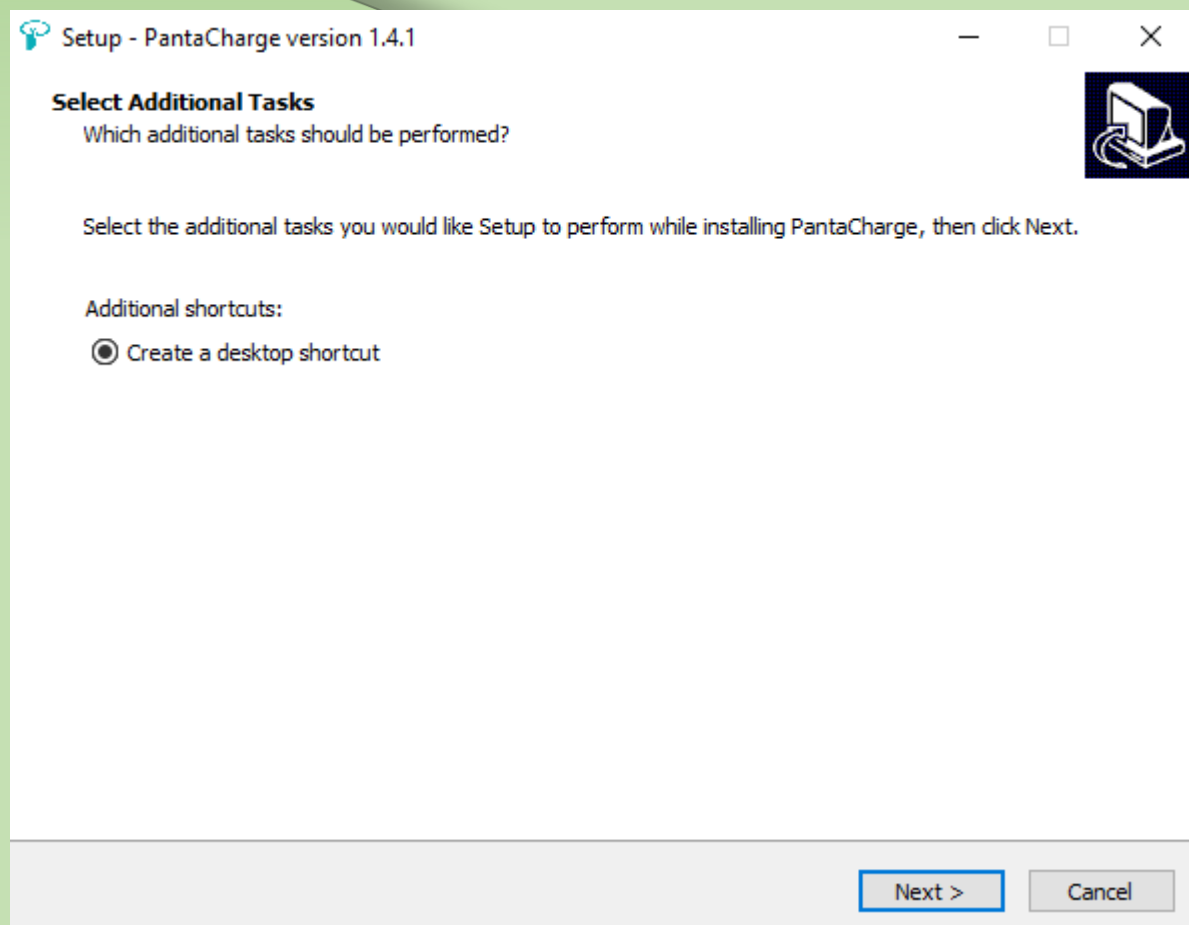 Setup - PantaCharge version 1.4.1
Select Additional Tasks
Which additional tasks should be performed?
Select the additional tasks you would like Setup to perform while installing PantaCharge, then click Next.
Additional shortcuts:
Create a desktop shortcut
Next >
Cancel